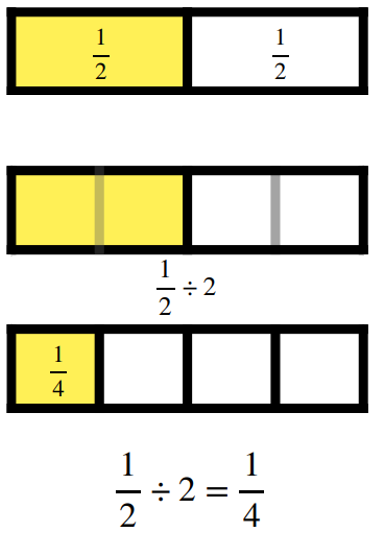 1/2 1/2
1/2 ÷ 2
1/4
1/2 ÷ 2 = 1/4